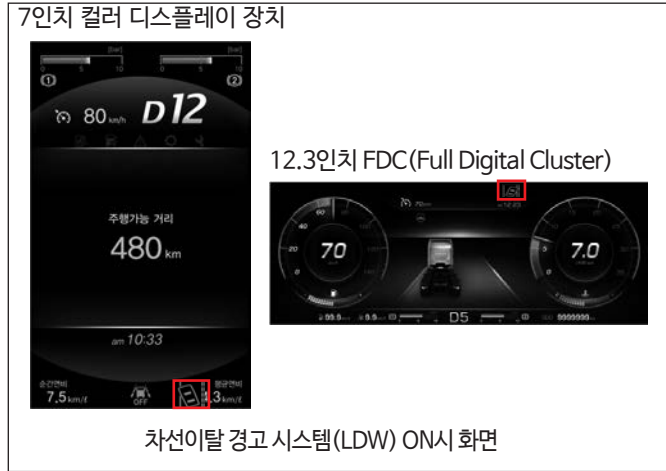 7인치 컬러 디스플레이 장치
[bar] [bar]
0 5 10 0 5 10
(1) (2)
80 km/h D12
주행가능 거리
480 km
am 10:33
순간연비 평균연비
7.5 km/ℓ OFF .3 km/ℓ
12.3인치 FDC(Full Digital Cluster)
70
7.0
D5
차선이탈 경고 시스템(LDW) ON시 화면